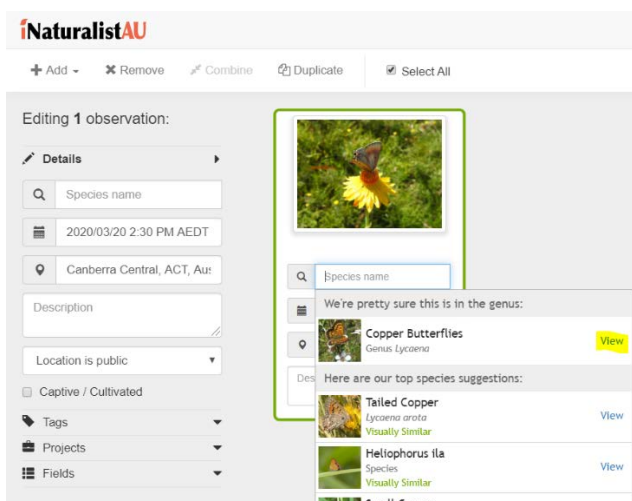 iNaturalistAU
Add Remove Combine Duplicate Select All
Editing 1 observation:
Details
Species name
2020/03/20 2:30 PM AEDT
Canberra Central, ACT, Aus
Description
Location is public
Captive / Cultivated
Tags
Projects
Fields
Species name
Des
We're pretty sure this is in the genus:
Copper Butterflies
Genus Lycaena
View
Here are our top species suggestions:
Tailed Copper
Lycaena arota
Visually Similar
View
Heliophorus ila
Species
Visually Similar
View